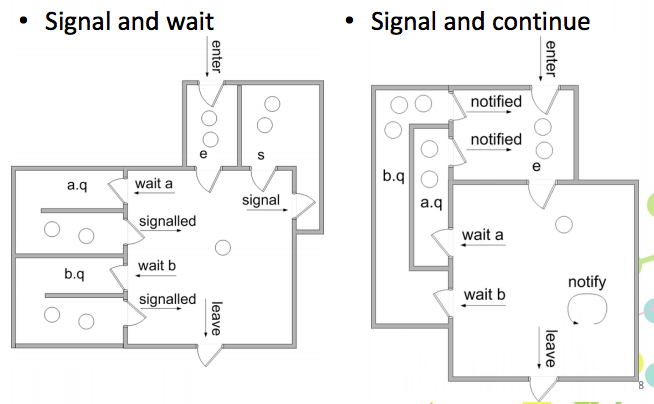 • Signal and wait
enter
e
s
a.q
wait a
signalled
signal
b.q
wait b
signalled
leave
• Signal and continue
enter
notified
notified
e
b.q
a.q
wait a
wait b
notify
leave
8